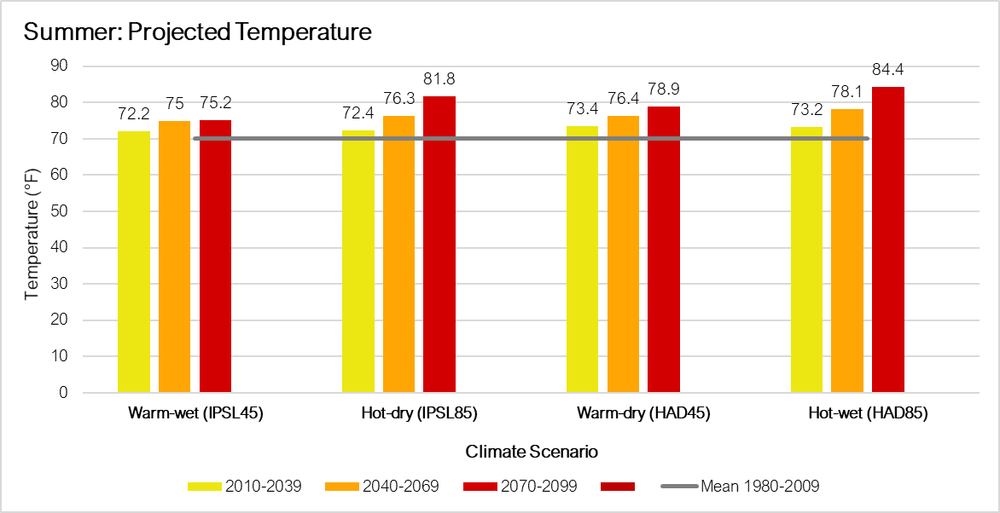 Summer: Projected Temperature
Temperature (°F)
90
80
70
60
50
40
30
20
10
0
72.2 75 75.2
72.4 76.3 81.8
73.4 76.4 78.9
73.2 78.1 84.4
Warm-wet (IPSL45) Hot-dry (IPSL85) Warm-dry (HAD45) Hot-wet (HAD85)
Climate Scenario
2010-2039 2040-2069 2070-2099 Mean 1980-2009